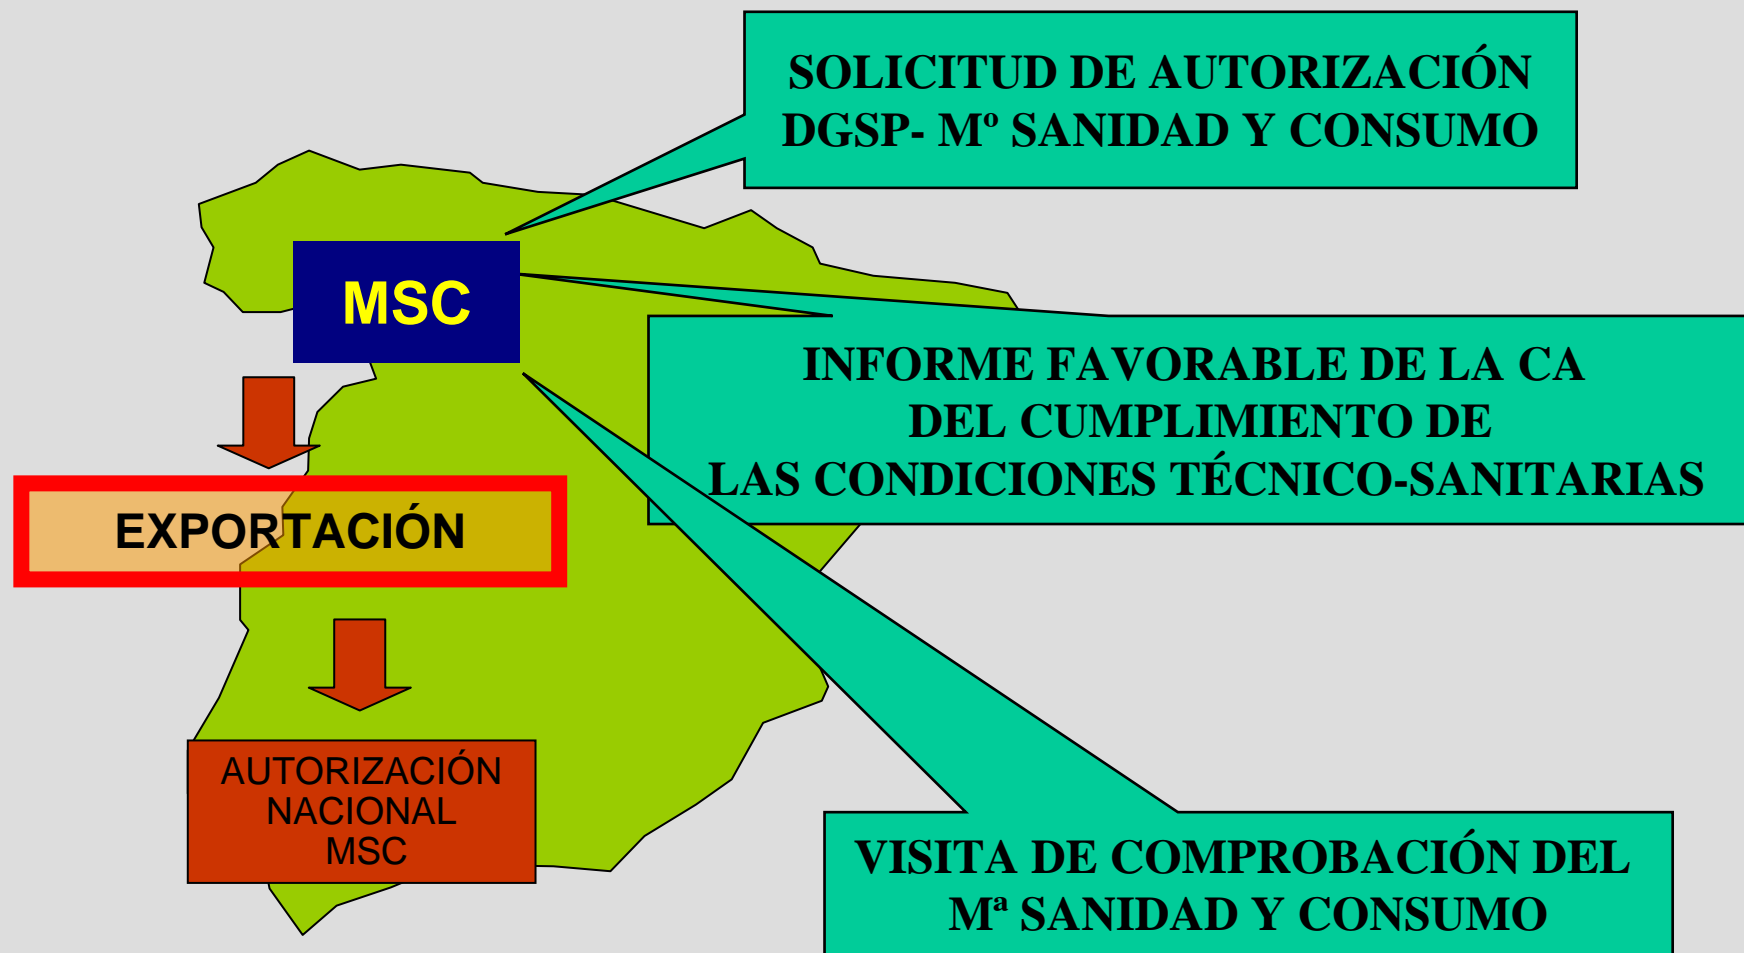 SOLICITUD DE AUTORIZACIÓN
DGSP- Mº SANIDAD Y CONSUMO
MSC
INFORME FAVORABLE DE LA CA
DEL CUMPLIMIENTO DE
LAS CONDICIONES TÉCNICO-SANITARIAS
EXPORTACIÓN
AUTORIZACIÓN
NACIONAL
MSC
VISITA DE COMPROBACIÓN DEL
Mª SANIDAD Y CONSUMO